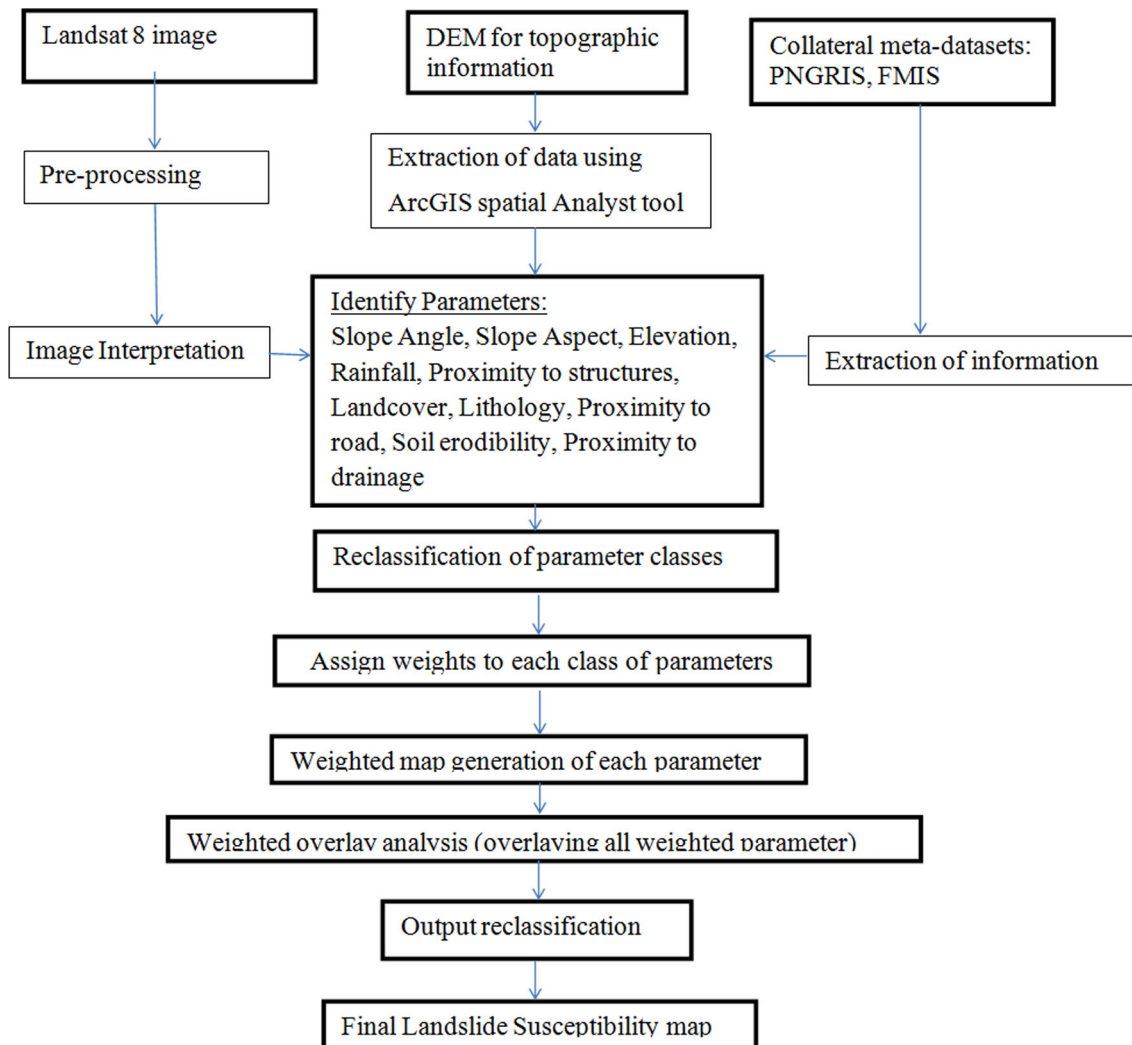 Landsat 8 image
DEM for topographic
information
Collateral meta-datasets:
PNGRIS, FMIS
Pre-processing
Extraction of data using
ArcGIS spatial Analyst tool
Image Interpretation
Identify Parameters:
Slope Angle, Slope Aspect, Elevation,
Rainfall, Proximity to structures,
Landcover, Lithology, Proximity to
road, Soil erodibility, Proximity to
drainage
Extraction of information
Reclassification of parameter classes
Assign weights to each class of parameters
Weighted map generation of each parameter
Weighted overlay analysis (overlaying all weighted parameter)
Output reclassification
Final Landslide Susceptibility map